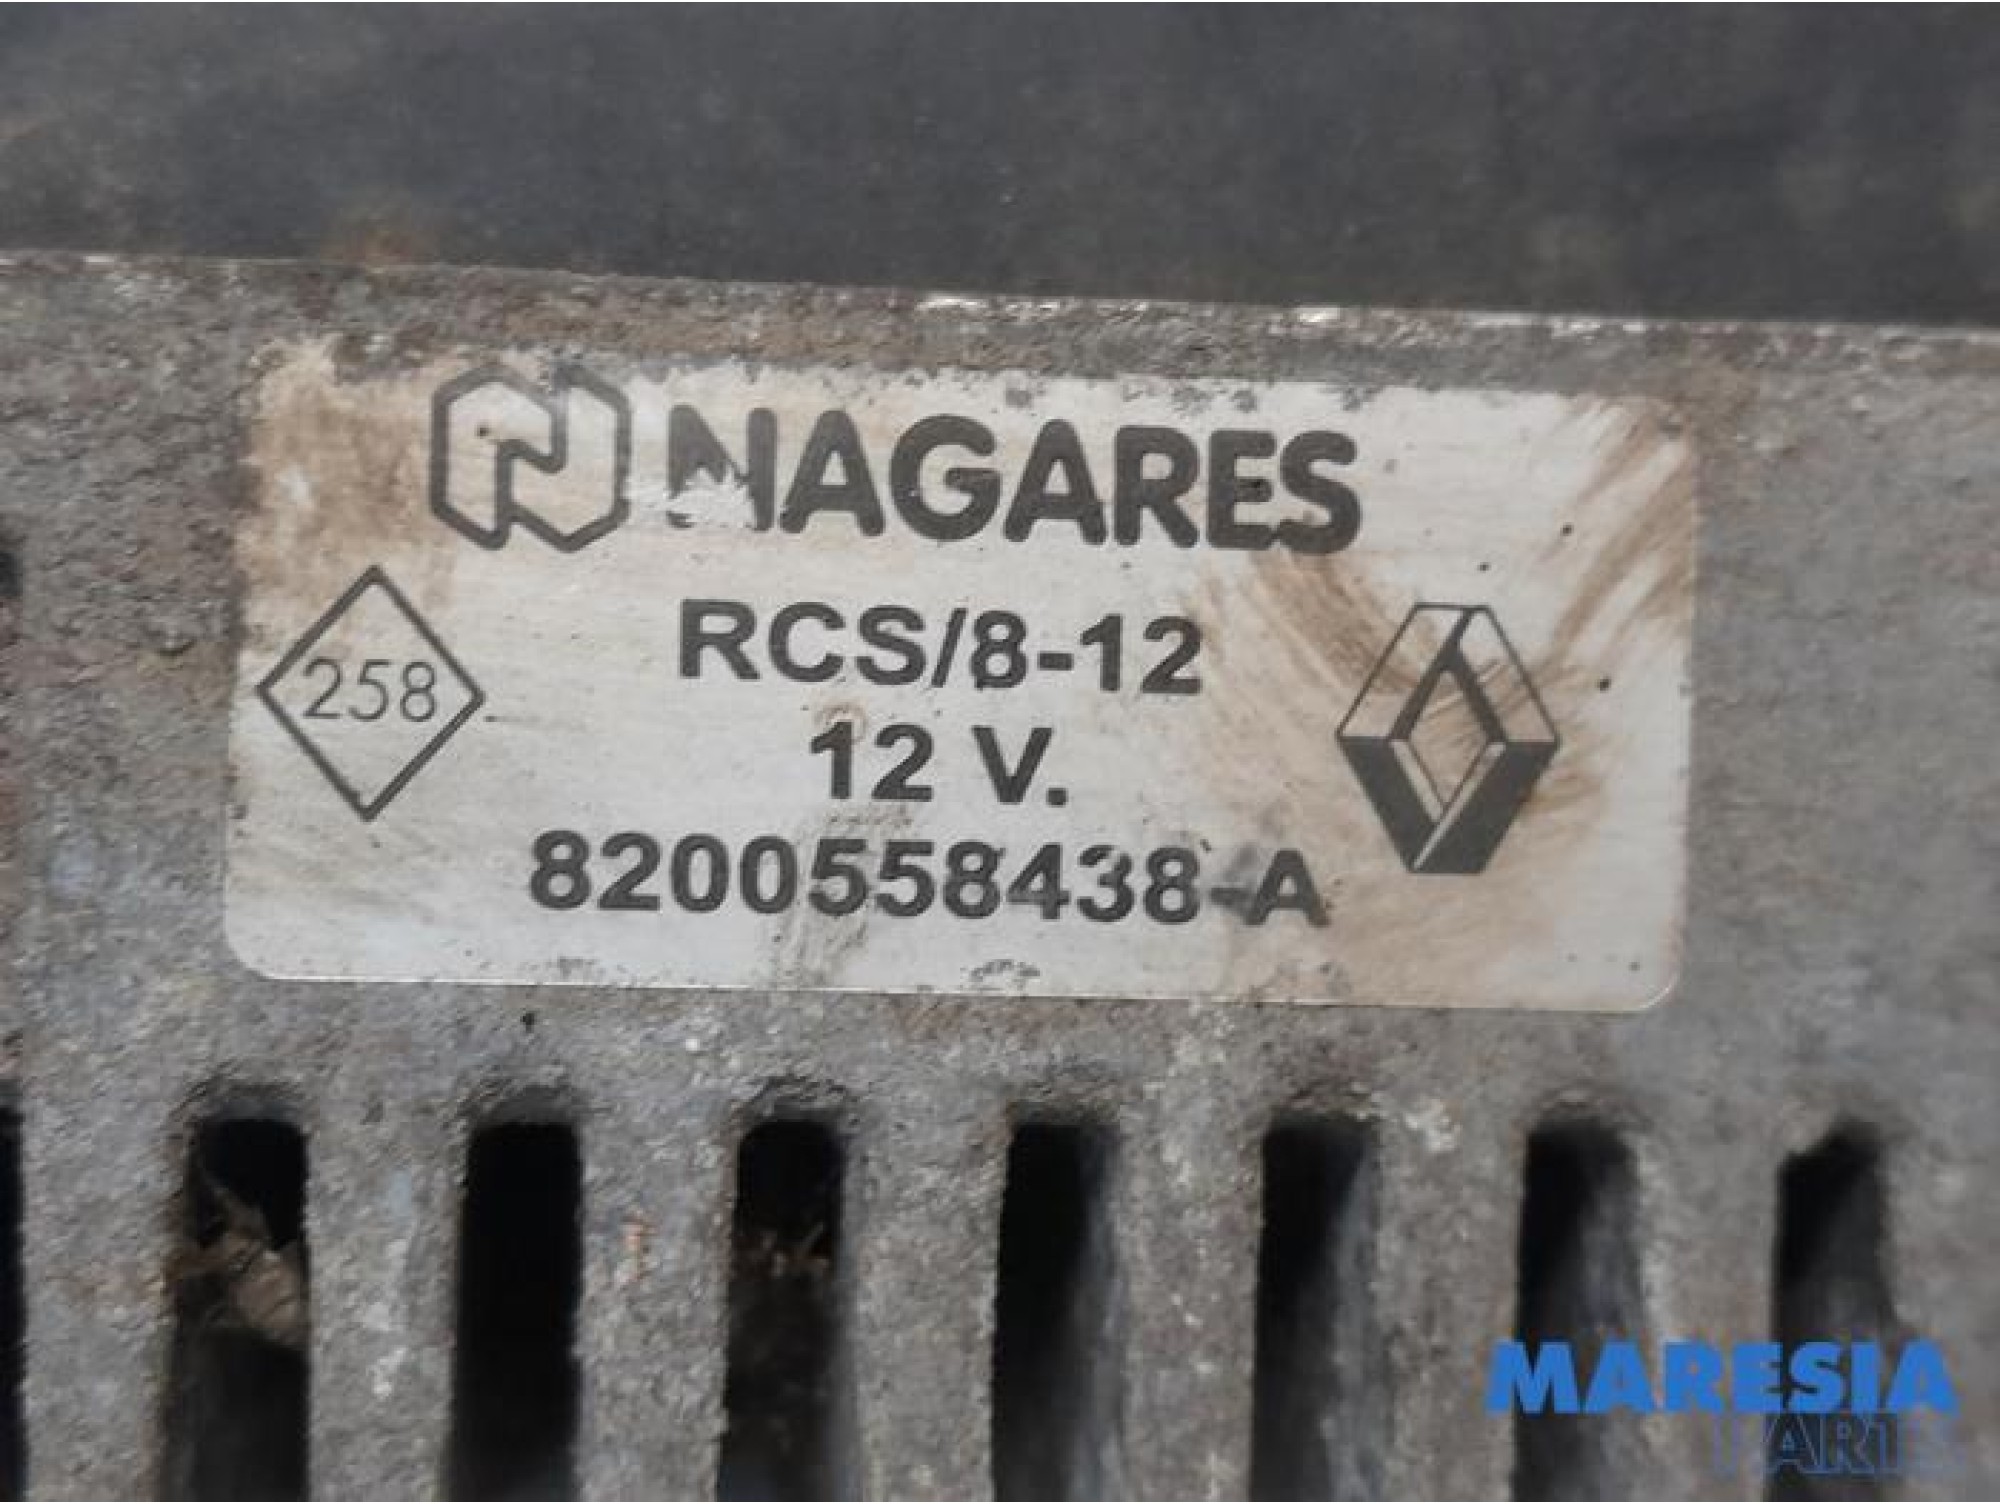 NAGARES
258
RCS/8-12
12 V.
8200558438-A
MARESIA
PARTS